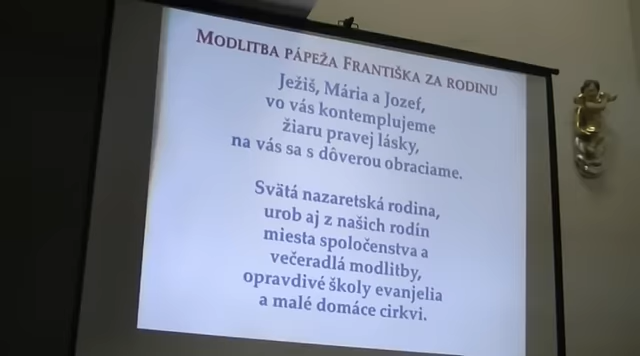 MODLITBA PÁPEŽA FRANTIŠKA ZA RODINU
Ježiš, Mária a Jozef,
vo vás kontemplujeme
žiaru pravej lásky,
na vás sa s dôverou obraciame.
Svätá nazaretská rodina,
urob aj z našich rodín
miesta spoločenstva a
večeradlá modlitby,
opravdivé školy evanjelia
a malé domáce cirkvi.